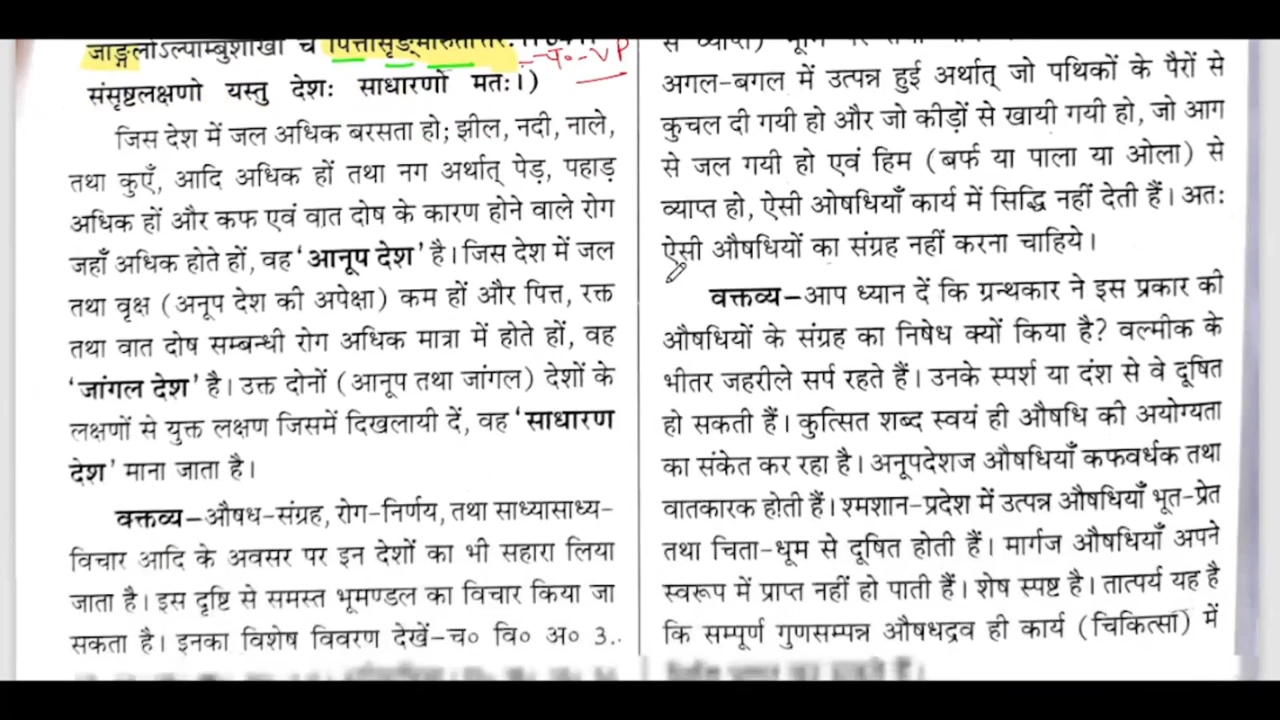 जाङ्गलोऽल्पाम्बुशाखी च पित्तासृङ्मारुतोत्तरः
च०- VP
संसृष्टलक्षणो यस्तु देशः साधारणो मतः।)
जिस देश में जल अधिक बरसता हो; झील, नदी, नाले,
तथा कुएँ, आदि अधिक हों तथा नग अर्थात् पेड़, पहाड़
अधिक हों और कफ एवं वात दोष के कारण होने वाले रोग
जहाँ अधिक होते हों, वह 'आनूप देश' है। जिस देश में जल
तथा वृक्ष (अनूप देश की अपेक्षा) कम हों और पित्त, रक्त
तथा वात दोष सम्बन्धी रोग अधिक मात्रा में होते हों, वह
'जांगल देश' है। उक्त दोनों (आनूप तथा जांगल) देशों के
लक्षणों से युक्त लक्षण जिसमें दिखलायी दें, वह 'साधारण
देश' माना जाता है।
वक्तव्य–औषध-संग्रह, रोग-निर्णय, तथा साध्यासाध्य-
विचार आदि के अवसर पर इन देशों का भी सहारा लिया
जाता है। इस दृष्टि से समस्त भूमण्डल का विचार किया जा
सकता है। इनका विशेष विवरण देखें–च० वि० अ० 3..
से व्याप्त) भूमि पर
अगल-बगल में उत्पन्न हुई अर्थात् जो पथिकों के पैरों से
कुचल दी गयी हो और जो कीड़ों से खायी गयी हो, जो आग
से जल गयी हो एवं हिम (बर्फ या पाला या ओला) से
व्याप्त हो, ऐसी ओषधियाँ कार्य में सिद्धि नहीं देती हैं। अतः
ऐसी औषधियों का संग्रह नहीं करना चाहिये।
वक्तव्य–आप ध्यान दें कि ग्रन्थकार ने इस प्रकार की
औषधियों के संग्रह का निषेध क्यों किया है? वल्मीक के
भीतर जहरीले सर्प रहते हैं। उनके स्पर्श या दंश से वे दूषित
हो सकती हैं। कुत्सित शब्द स्वयं ही औषधि की अयोग्यता
का संकेत कर रहा है। अनूपदेशज औषधियाँ कफवर्धक तथा
वातकारक होती हैं। श्मशान-प्रदेश में उत्पन्न औषधियाँ भूत-प्रेत
तथा चिता-धूम से दूषित होती हैं। मार्गज औषधियाँ अपने
स्वरूप में प्राप्त नहीं हो पाती हैं। शेष स्पष्ट है। तात्पर्य यह है
कि सम्पूर्ण गुणसम्पन्न औषधद्रव ही कार्य (चिकित्सा) में